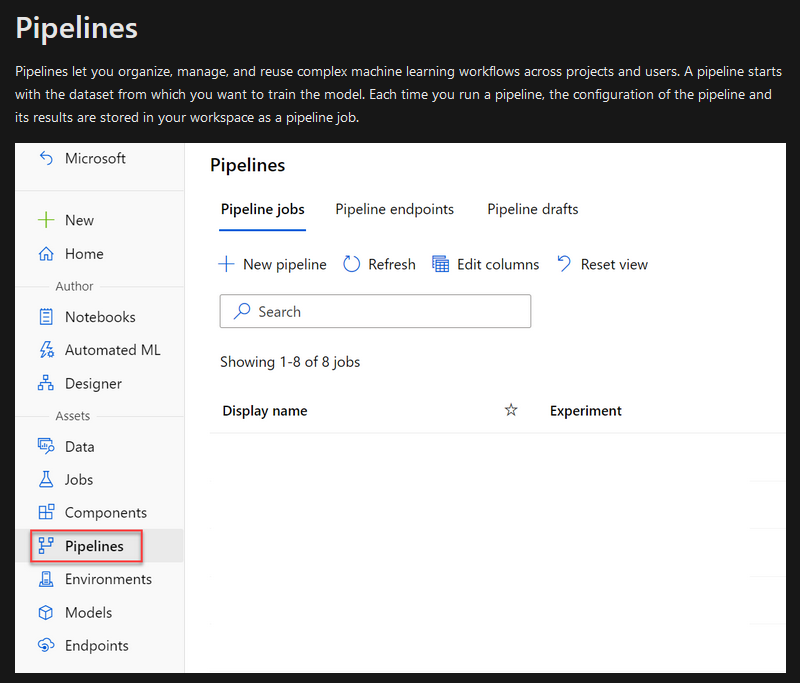 Pipelines
Pipelines let you organize, manage, and reuse complex machine learning workflows across projects and users. A pipeline starts
with the dataset from which you want to train the model. Each time you run a pipeline, the configuration of the pipeline and
its results are stored in your workspace as a pipeline job.
Microsoft
New
Home
Author
Notebooks
Automated ML
Designer
Assets
Data
Jobs
Components
Pipelines
Environments
Models
Endpoints
Pipelines
Pipeline jobs Pipeline endpoints Pipeline drafts
New pipeline Refresh Edit columns Reset view
Search
Showing 1-8 of 8 jobs
Display name Experiment